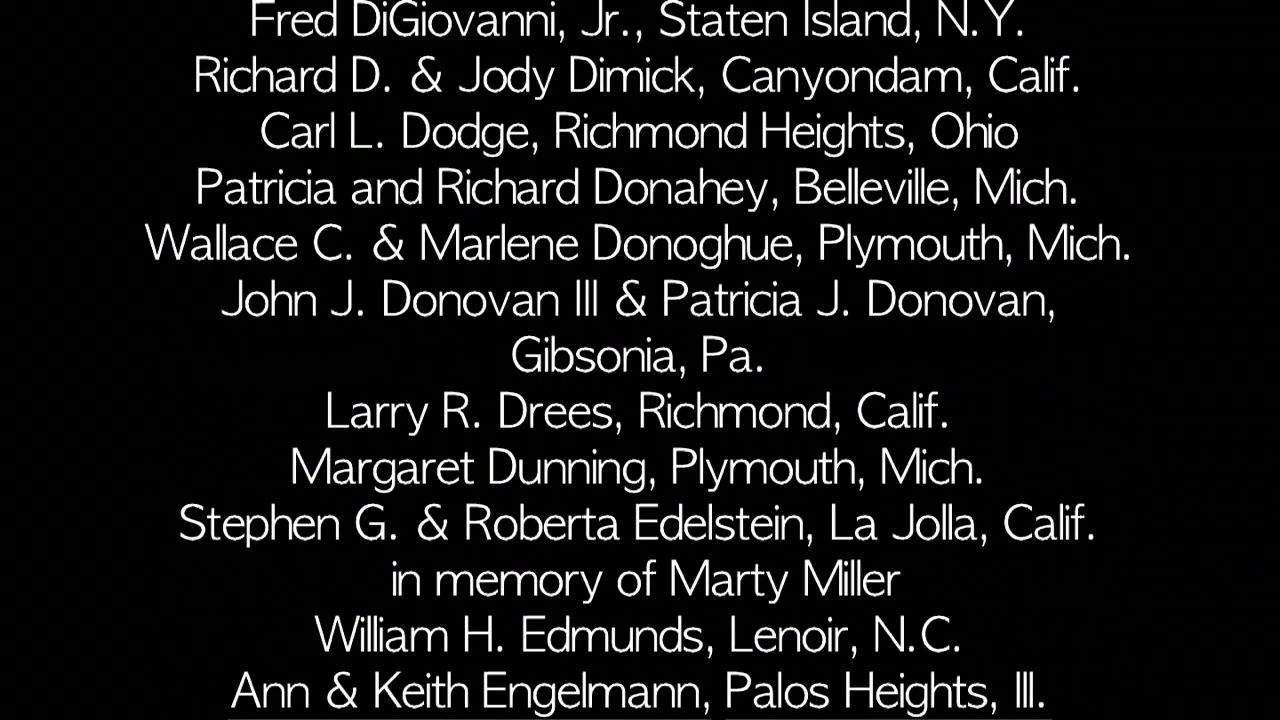 Fred DiGiovanni, Jr., Staten Island, N.Y.
Richard D. & Jody Dimick, Canyondam, Calif.
Carl L. Dodge, Richmond Heights, Ohio
Patricia and Richard Donahey, Belleville, Mich.
Wallace C. & Marlene Donoghue, Plymouth, Mich.
John J. Donovan III & Patricia J. Donovan,
Gibsonia, Pa.
Larry R. Drees, Richmond, Calif.
Margaret Dunning, Plymouth, Mich.
Stephen G. & Roberta Edelstein, La Jolla, Calif.
in memory of Marty Miller
William H. Edmunds, Lenoir, N.C.
Ann & Keith Engelmann, Palos Heights, Ill.